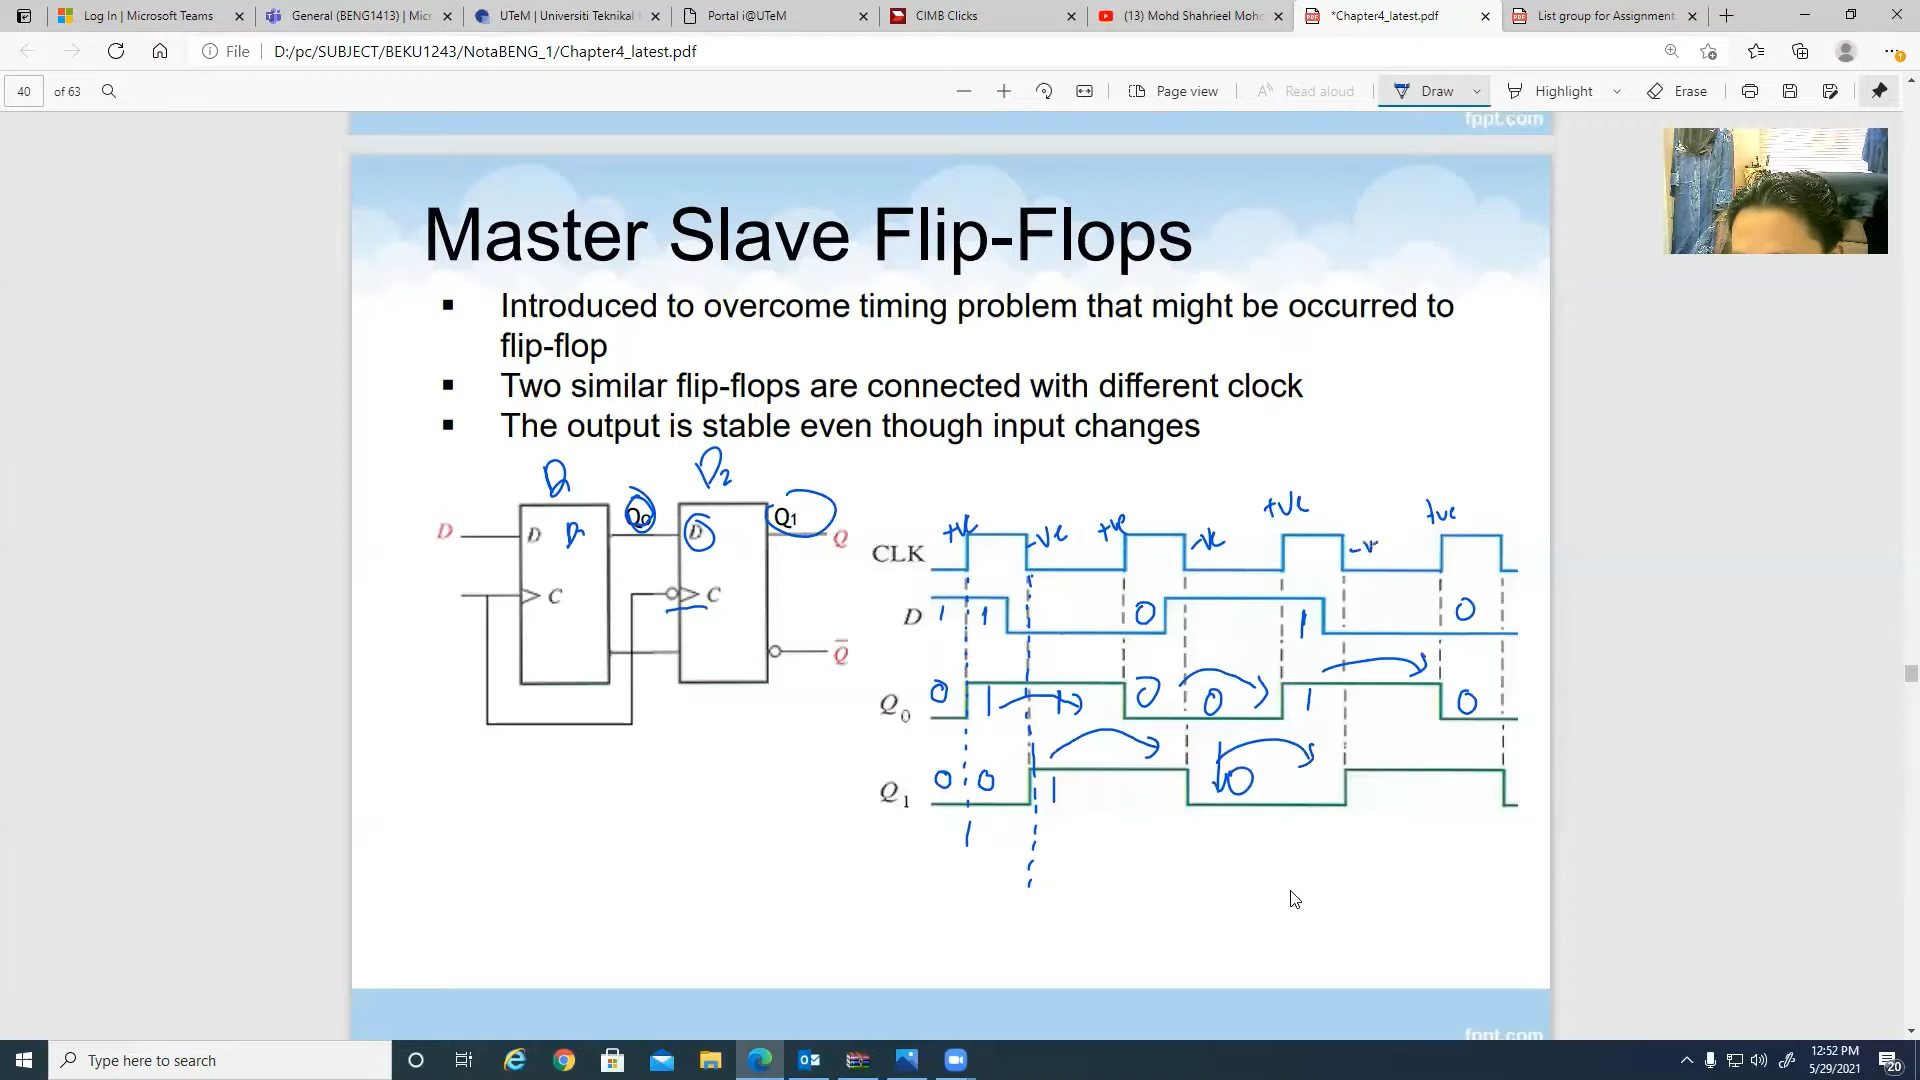 Log In | Microsoft Teams
General (BENG1413) | Micr
UTeM | Universiti Teknikal
Portal i@UTeM
CIMB Clicks
(13) Mohd Shahrieel Mohd
*Chapter4_latest.pdf
List group for Assignment.
File
D:/pc/SUBJECT/BEKU1243/NotaBENG_1/Chapter4_latest.pdf
40 of 63
Page view
Read aloud
Draw
Highlight
Erase
fppt.com
Master Slave Flip-Flops
Introduced to overcome timing problem that might be occurred to
flip-flop
Two similar flip-flops are connected with different clock
The output is stable even though input changes
D2
D D Q0 D Q1 Q
C C
Q̅
+ve -ve +ve -ve +ve -v +ve
CLK
D 1 1 0 1 0
Q0 0 1 1 0 0 1 0
Q1 0 0 1 0
1
fppt.com
Type here to search
12:52 PM
5/29/2021
20